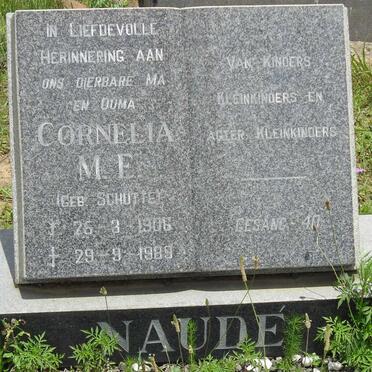 IN LIEFDEVOLLE
HERINNERING AAN
ONS DIERBARE MA
EN OUMA
CORNELIA
M. E.
(GEB. SCHUTTE)
* 26-3-1906
† 29-9-1989
VAN KINDERS
KLEINKINDERS EN
AGTER KLEINKINDERS
GESANG
NAUDÉ